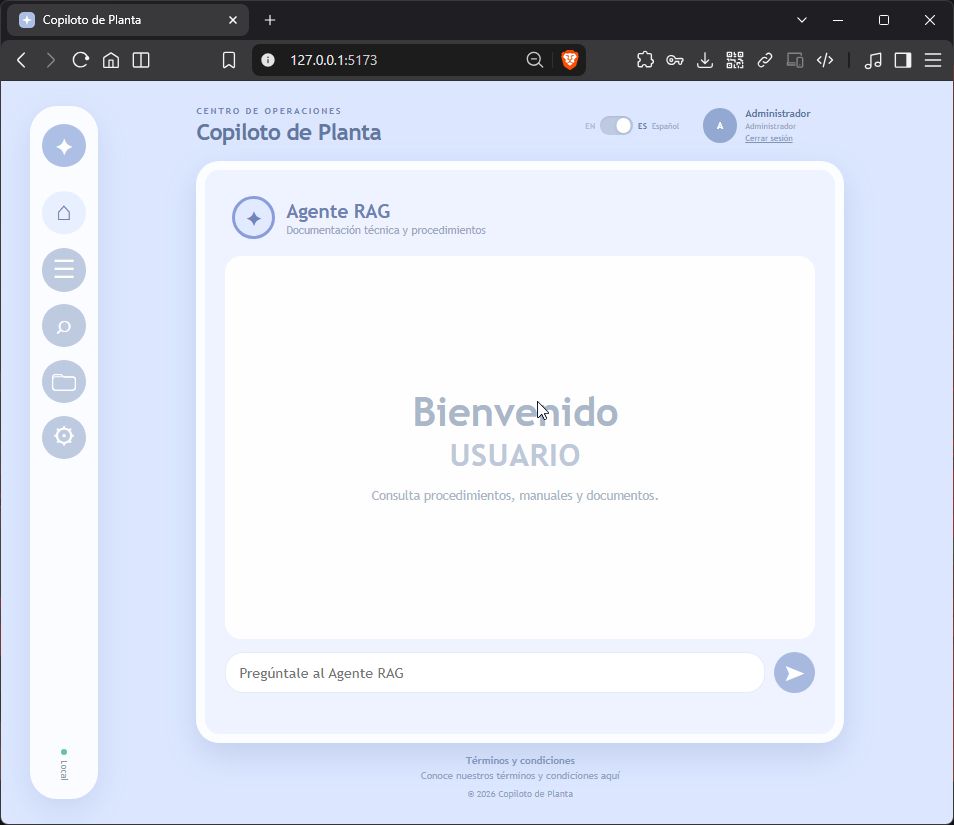 Copiloto de Planta
127.0.0.1:5173
CENTRO DE OPERACIONES
Copiloto de Planta
EN ES Español
A
Administrador
Administrador
Cerrar sesión
Agente RAG
Documentación técnica y procedimientos
Bienvenido
USUARIO
Consulta procedimientos, manuales y documentos.
Pregúntale al Agente RAG
Local
Términos y condiciones
Conoce nuestros términos y condiciones aquí
© 2026 Copiloto de Planta